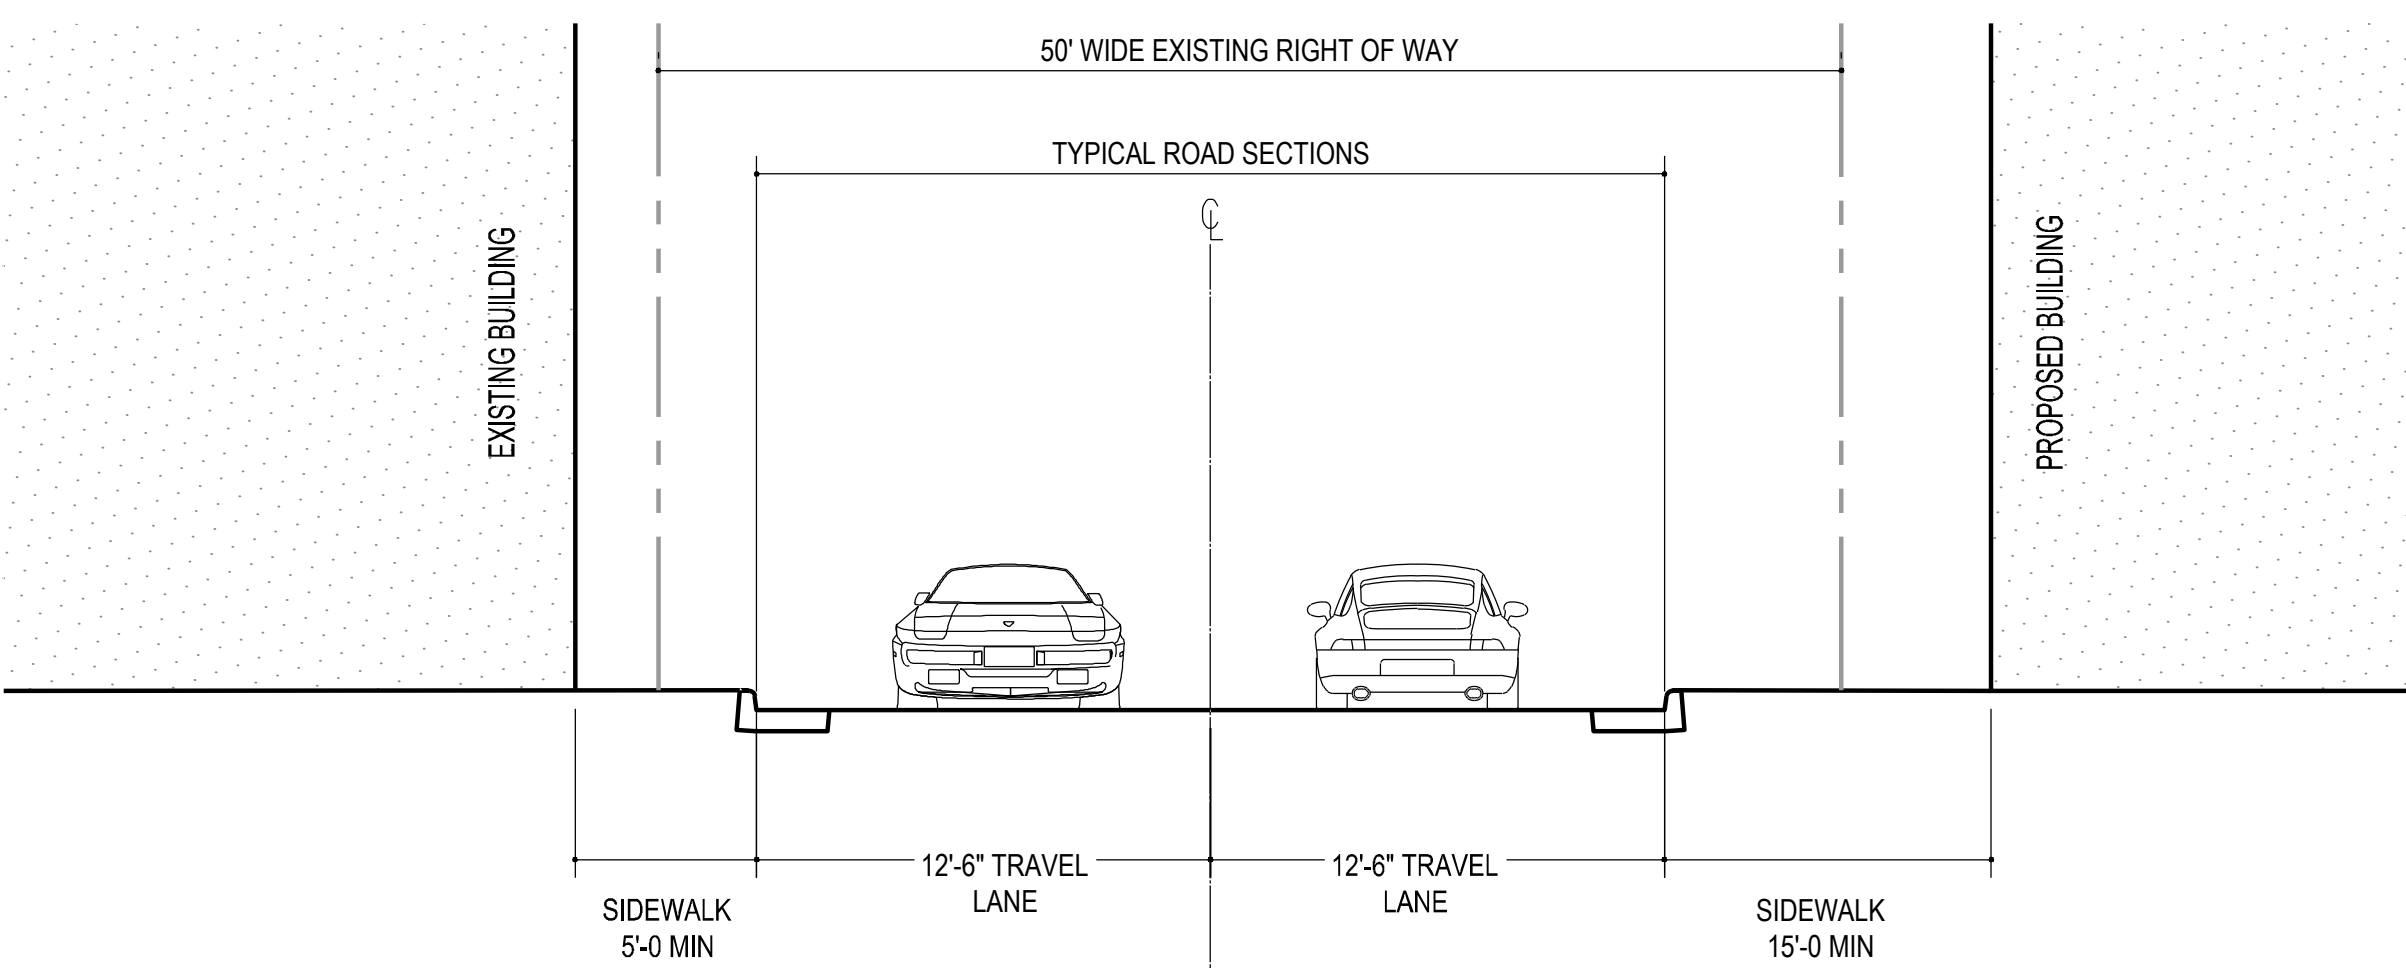 50' WIDE EXISTING RIGHT OF WAY
TYPICAL ROAD SECTIONS
℄
EXISTING BUILDING
PROPOSED BUILDING
12'-6" TRAVEL
LANE
12'-6" TRAVEL
LANE
SIDEWALK
5'-0 MIN
SIDEWALK
15'-0 MIN